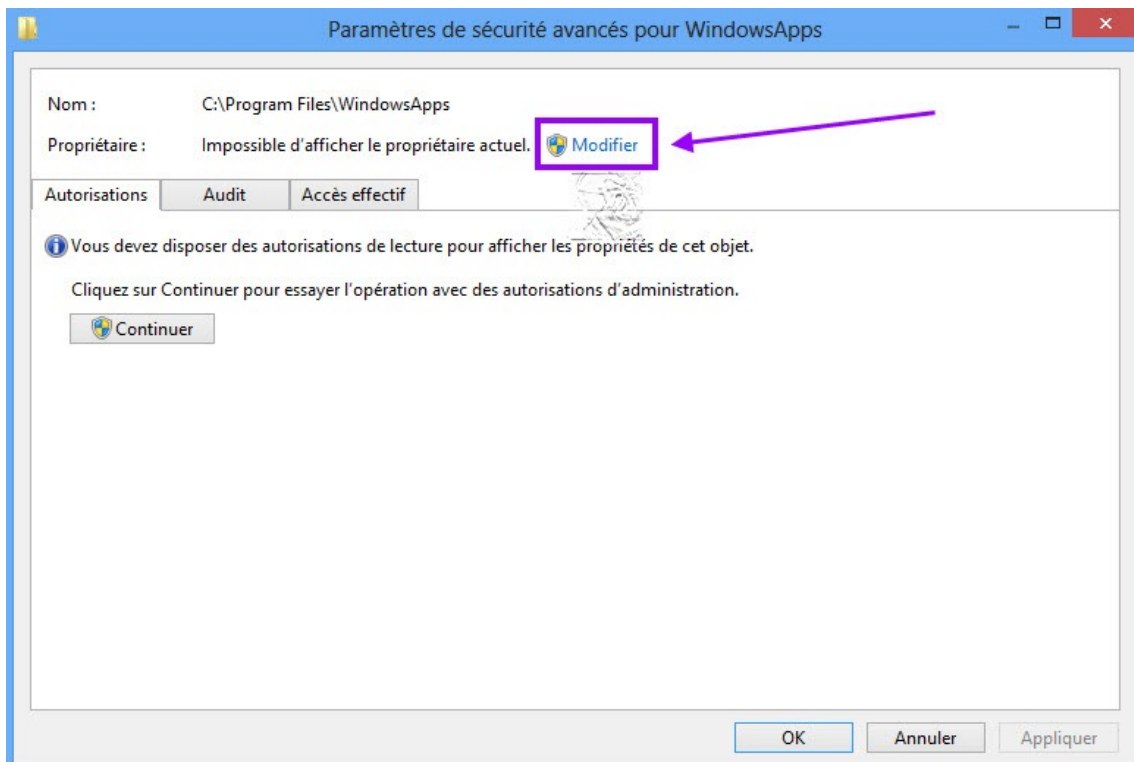 Paramètres de sécurité avancés pour WindowsApps
Nom : C:\Program Files\WindowsApps
Propriétaire : Impossible d’afficher le propriétaire actuel. Modifier
Autorisations Audit Accès effectif
Vous devez disposer des autorisations de lecture pour afficher les propriétés de cet objet.
Cliquez sur Continuer pour essayer l’opération avec des autorisations d’administration.
Continuer
OK Annuler Appliquer